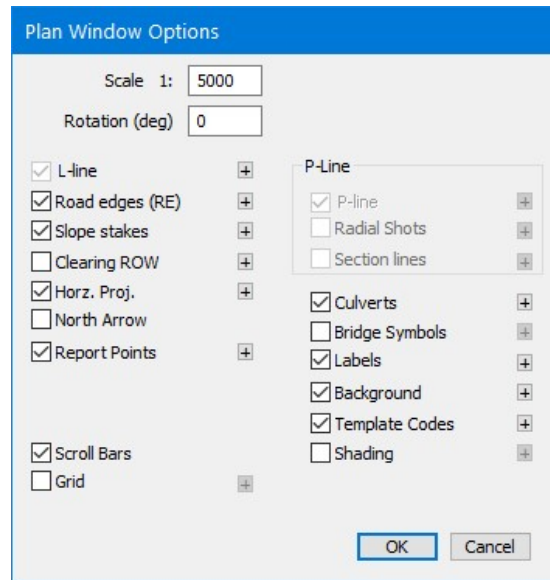 Plan Window Options
Scale 1: 5000
Rotation (deg) 0
L-line
Road edges (RE)
Slope stakes
Clearing ROW
Horz. Proj.
North Arrow
Report Points
Scroll Bars
Grid
P-Line
P-line
Radial Shots
Section lines
Culverts
Bridge Symbols
Labels
Background
Template Codes
Shading
OK Cancel